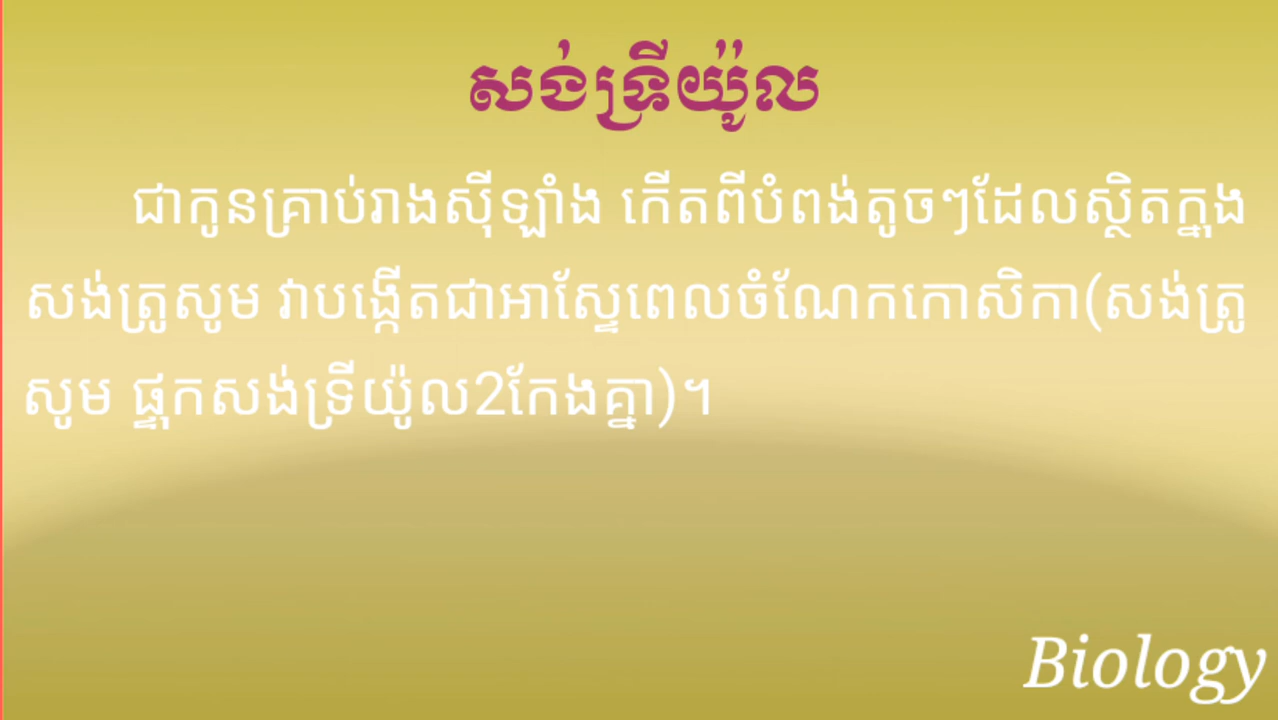 សង់ទ្រីយ៉ូល
ជាកូនគ្រាប់រាងស៊ីឡាំង កើតពីបំពង់តូចៗដែលស្ថិតក្នុង
សង់ត្រូសូម វាបង្កើតជាអាស្ទែពេលចំណែកកោសិកា(សង់ត្រូ
សូម ផ្ទុកសង់ទ្រីយ៉ូល2កែងគ្នា)។
Biology